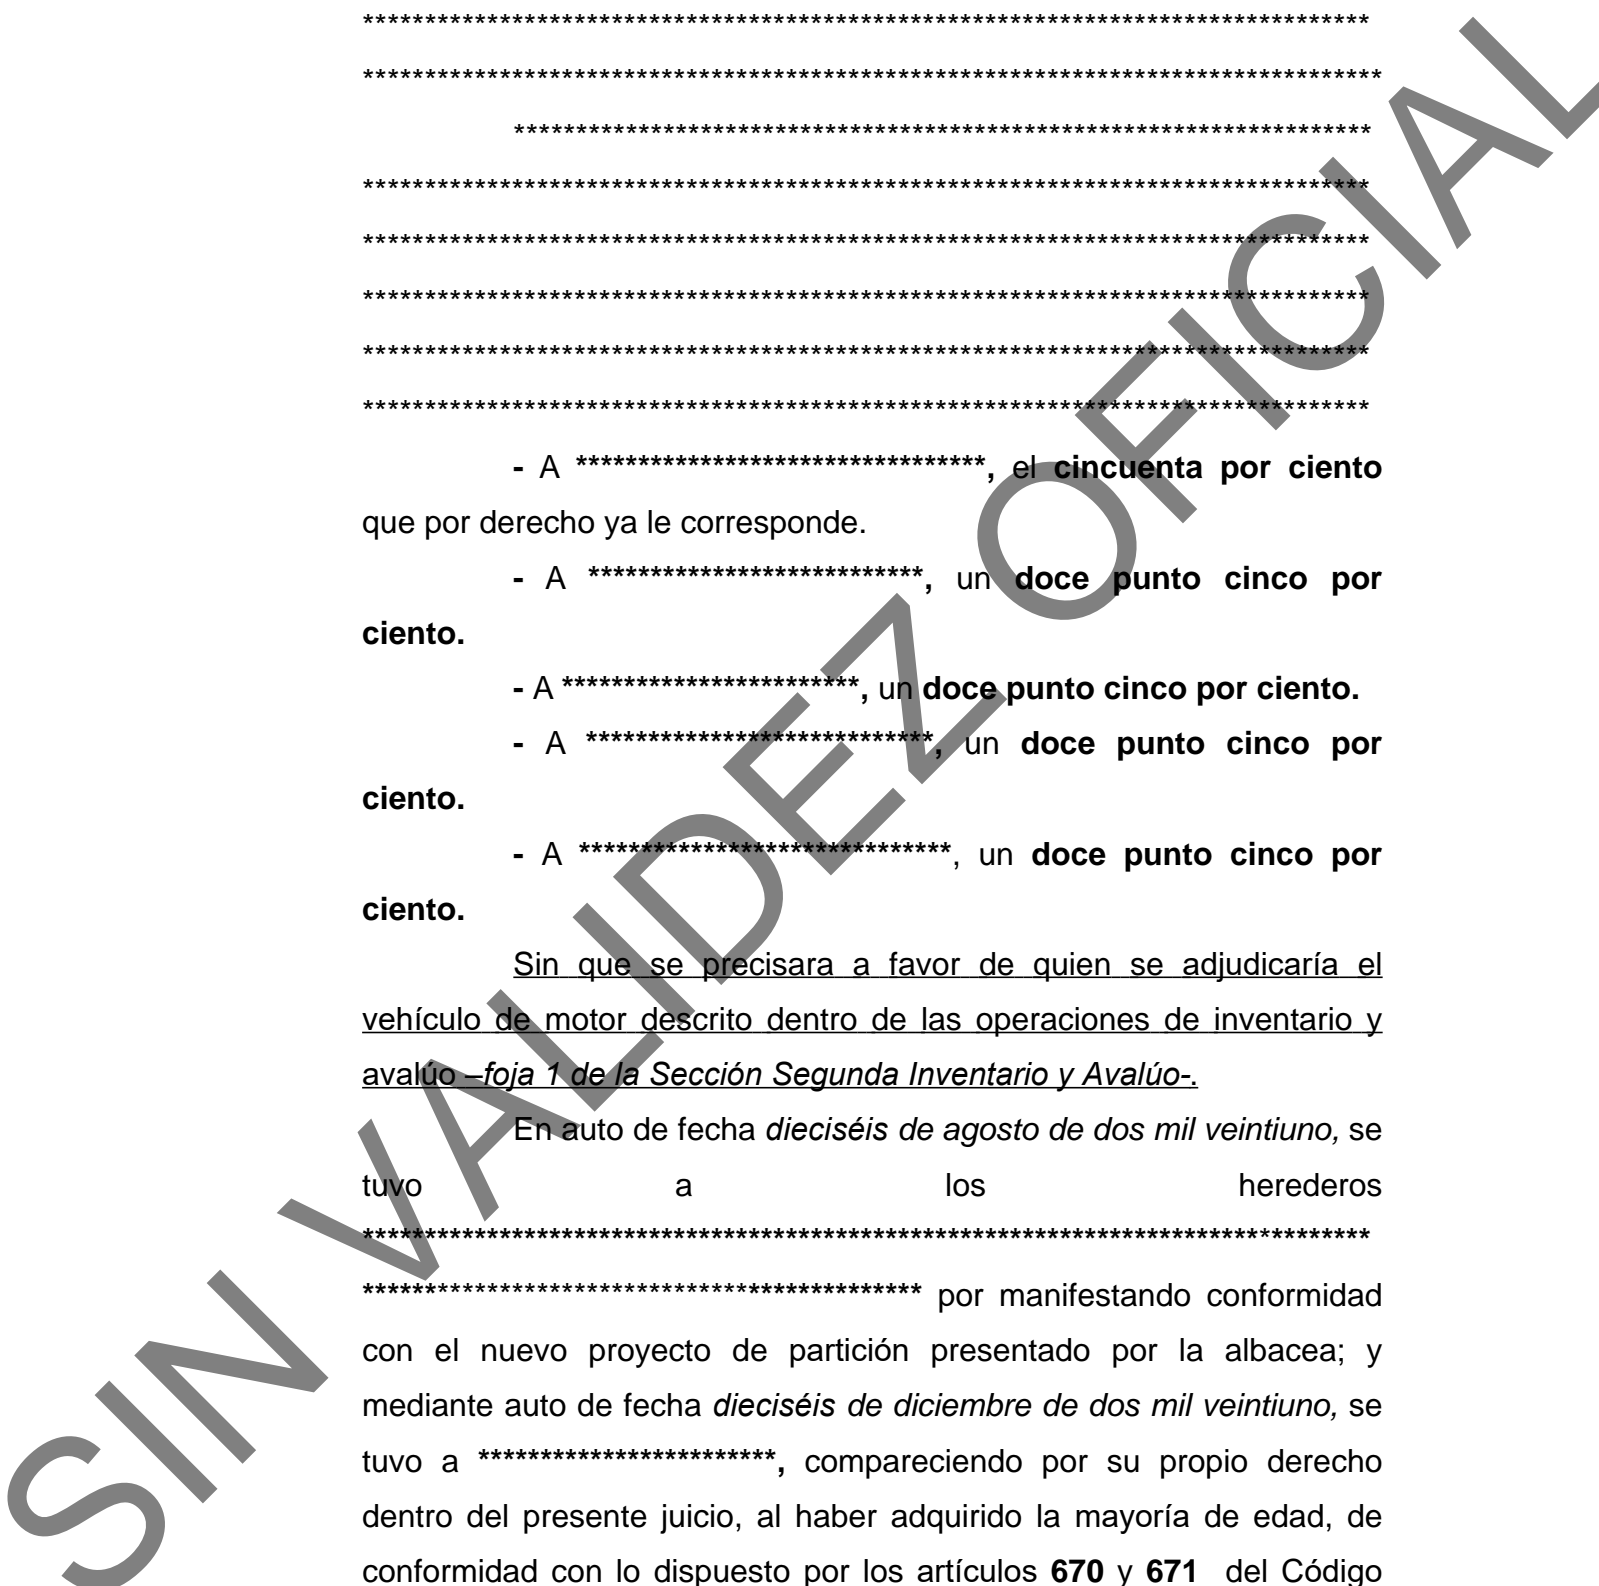 *********************************************************************************
**********************************************************************************
*********************************************************************
*********************************************************************************
*********************************************************************************
*********************************************************************************
*********************************************************************************
*********************************************************************************
- A *********************************, el cincuenta por ciento
que por derecho ya le corresponde.
- A ***************************, un doce punto cinco por
ciento.
- A ************************, un doce punto cinco por ciento.
- A ****************************, un doce punto cinco por
ciento.
- A ******************************, un doce punto cinco por
ciento.
Sin que se precisara a favor de quien se adjudicaría el
vehículo de motor descrito dentro de las operaciones de inventario y
avalúo –foja 1 de la Sección Segunda Inventario y Avalúo-.
En auto de fecha dieciséis de agosto de dos mil veintiuno, se
tuvo a los herederos
*********************************************************************************
********************************************* por manifestando conformidad
con el nuevo proyecto de partición presentado por la albacea; y
mediante auto de fecha dieciséis de diciembre de dos mil veintiuno, se
tuvo a ************************, compareciendo por su propio derecho
dentro del presente juicio, al haber adquirido la mayoría de edad, de
conformidad con lo dispuesto por los artículos 670 y 671 del Código
SIN VALIDEZ OFICIAL